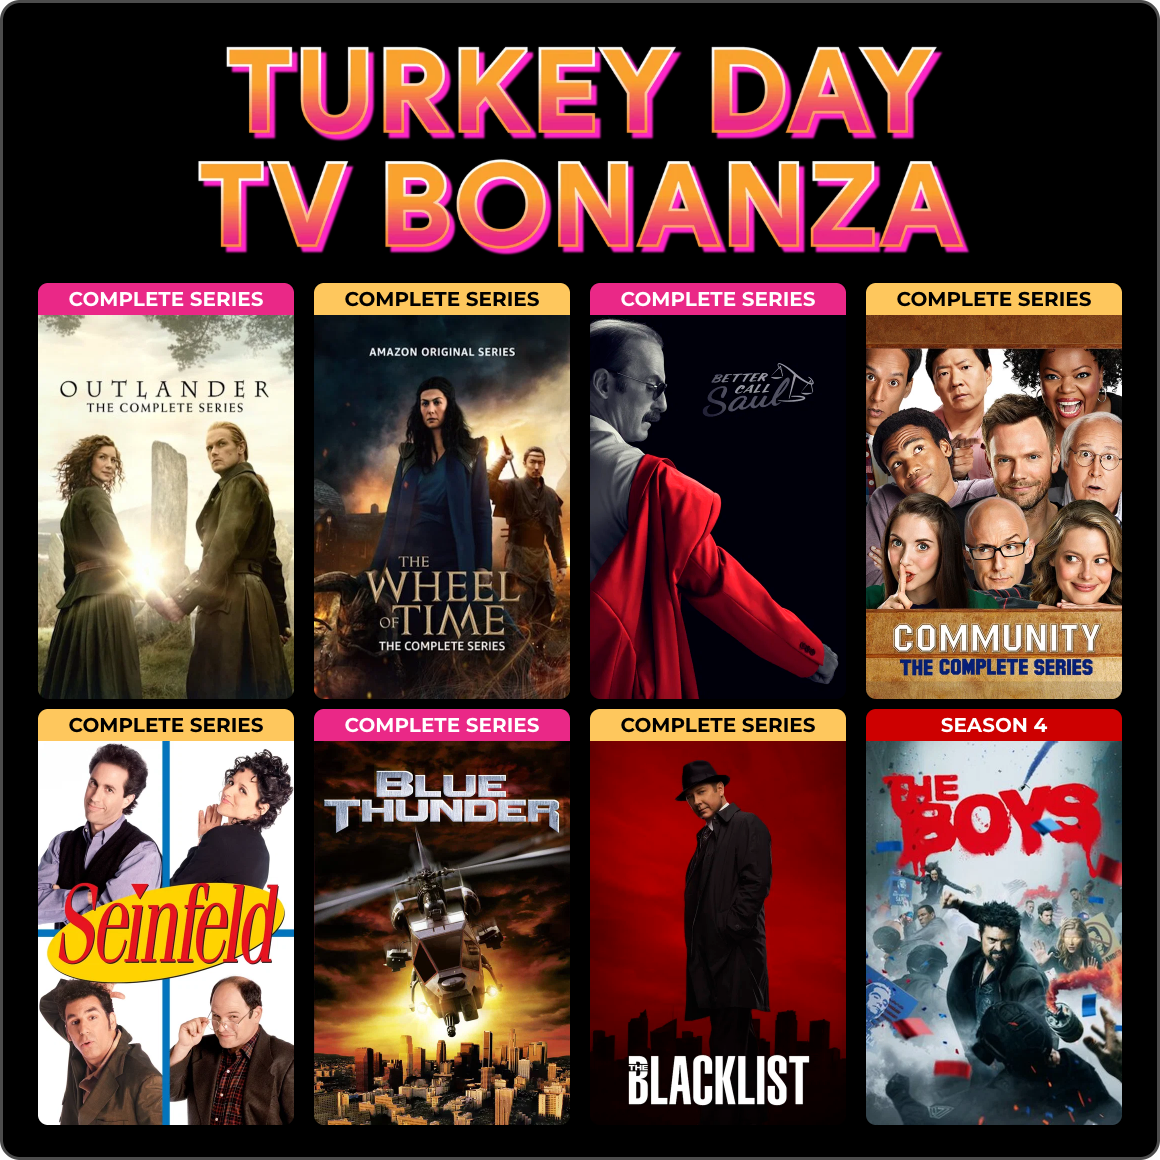 TURKEY DAY
TV BONANZA
COMPLETE SERIES
OUTLANDER
THE COMPLETE SERIES
COMPLETE SERIES
AMAZON ORIGINAL SERIES
THE
WHEEL
OF TIME
THE COMPLETE SERIES
COMPLETE SERIES
BETTER
CALL
Saul
COMPLETE SERIES
COMMUNITY
THE COMPLETE SERIES
COMPLETE SERIES
Seinfeld
COMPLETE SERIES
BLUE
THUNDER
COMPLETE SERIES
THE
BLACKLIST
SEASON 4
THE
BOYS